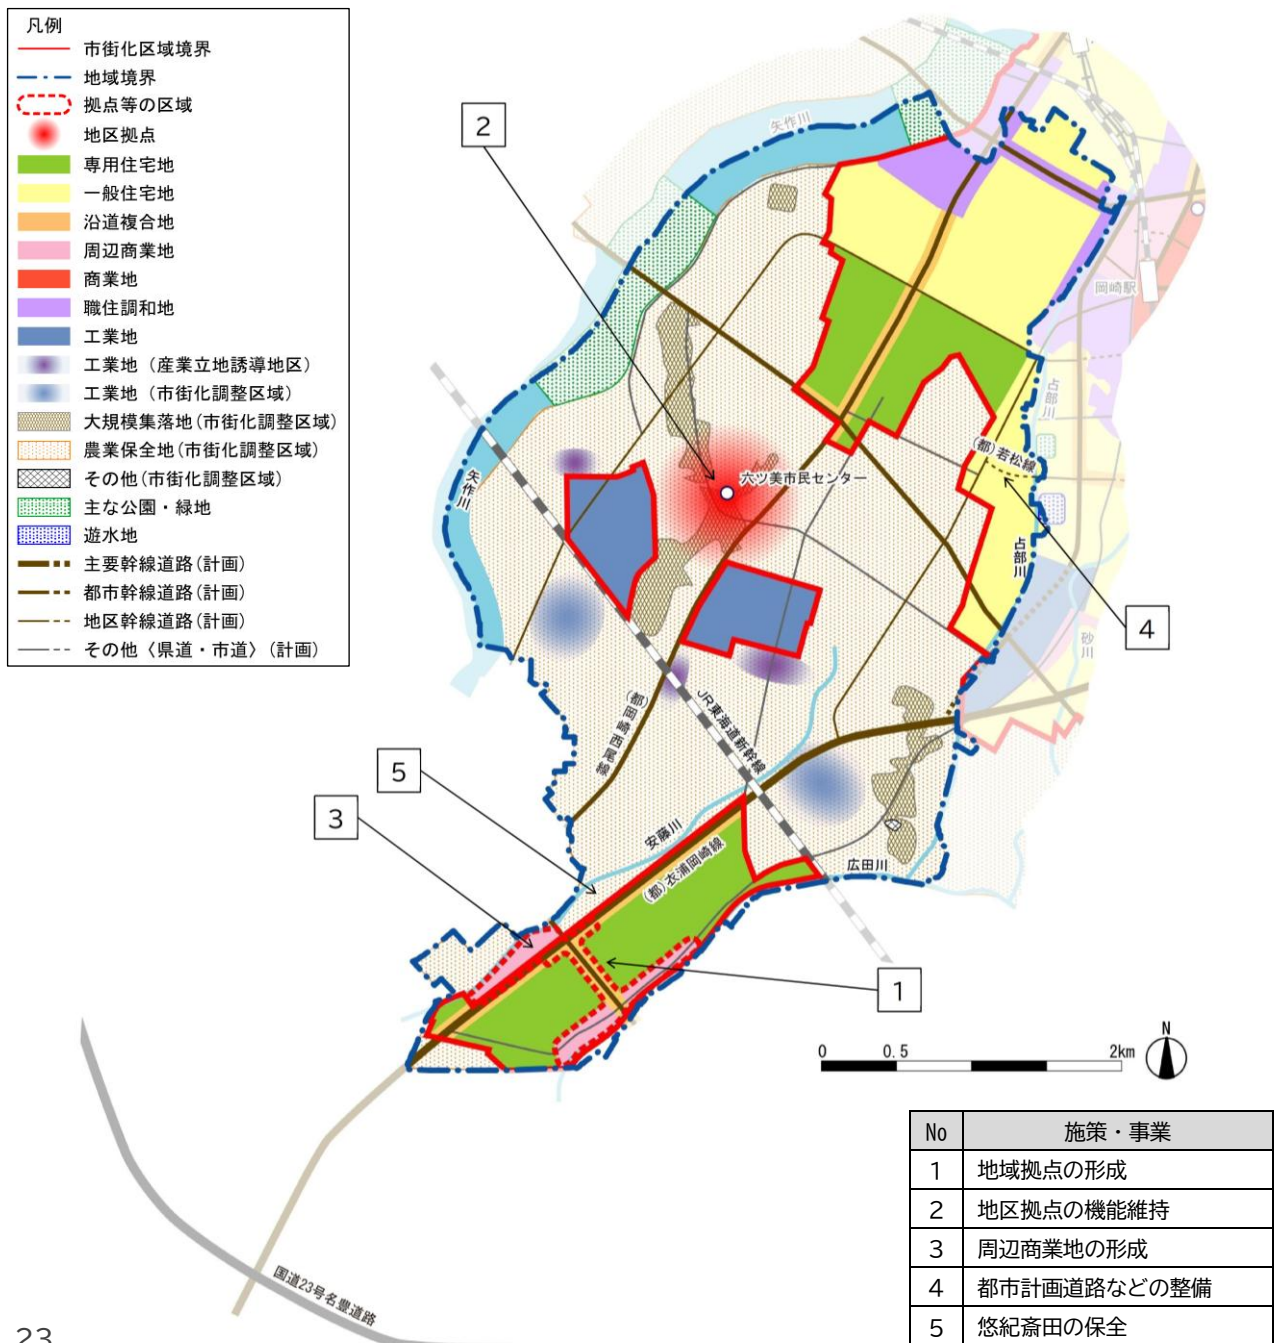 凡例
市街化区域境界
地域境界
拠点等の区域
地区拠点
専用住宅地
一般住宅地
沿道複合地
周辺商業地
商業地
職住調和地
工業地
工業地（産業立地誘導地区）
工業地（市街化調整区域）
大規模集落地(市街化調整区域)
農業保全地(市街化調整区域)
その他(市街化調整区域)
主な公園・緑地
遊水地
主要幹線道路(計画)
都市幹線道路(計画)
地区幹線道路(計画)
その他〈県道・市道〉(計画)
2
矢作川
岡崎駅
占部川
(都)若松線
六ツ美市民センター
矢作川
占部川
4
砂川
(都)岡崎西尾線
JR東海道新幹線
5
3
安藤川
(都)衣浦岡崎線
広田川
1
0 0.5 2km
N
国道23号名豊道路
No 施策・事業
1 地域拠点の形成
2 地区拠点の機能維持
3 周辺商業地の形成
4 都市計画道路などの整備
5 悠紀斎田の保全
23